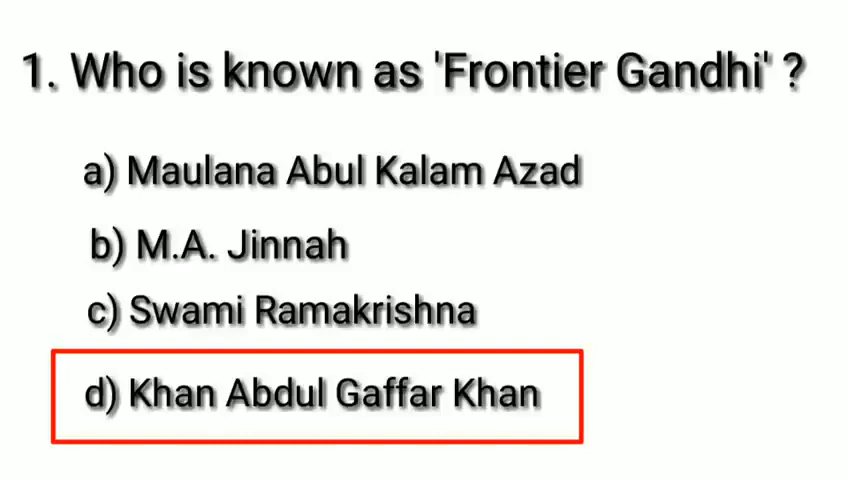 1. Who is known as 'Frontier Gandhi' ?
a) Maulana Abul Kalam Azad
b) M.A. Jinnah
c) Swami Ramakrishna
d) Khan Abdul Gaffar Khan